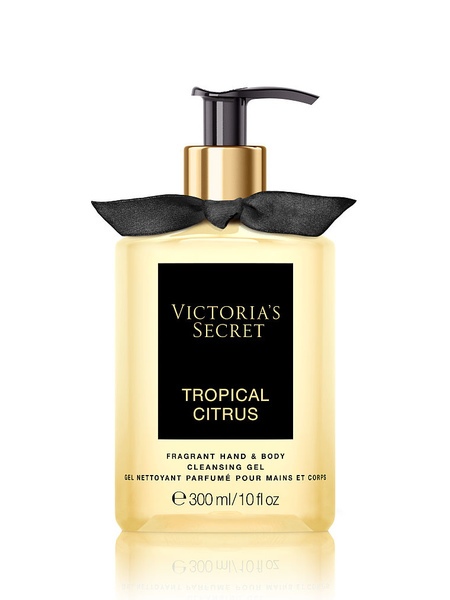 VICTORIA'S
SECRET
TROPICAL
CITRUS
FRAGRANT HAND & BODY
CLEANSING GEL
GEL NETTOYANT PARFUMÉ POUR MAINS ET CORPS
℮ 300 ml/10 fl oz